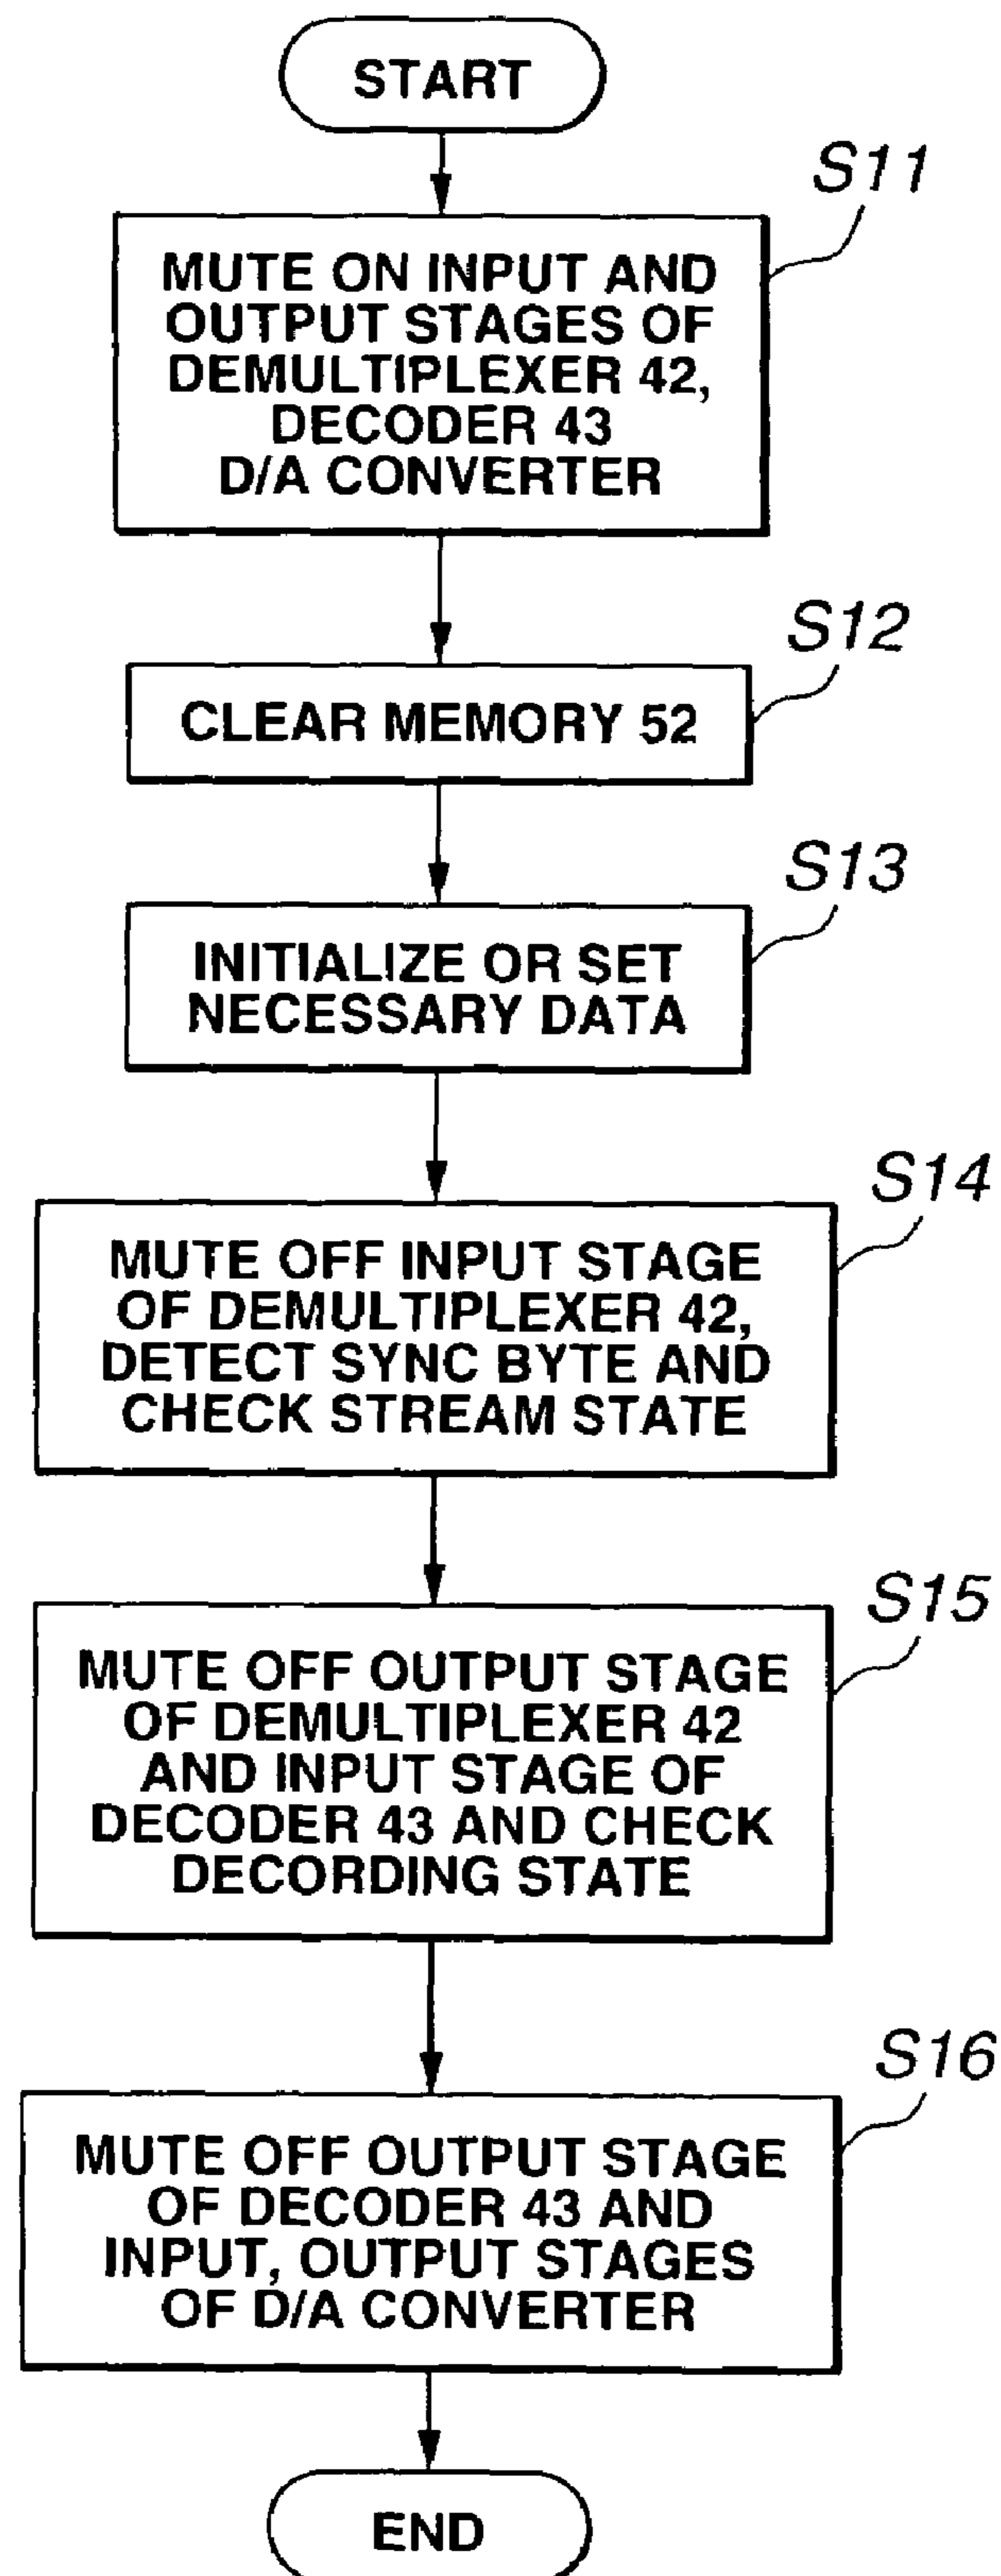 START
S11
MUTE ON INPUT AND
OUTPUT STAGES OF
DEMULTIPLEXER 42,
DECODER 43
D/A CONVERTER
S12
CLEAR MEMORY 52
S13
INITIALIZE OR SET
NECESSARY DATA
S14
MUTE OFF INPUT STAGE
OF DEMULTIPLEXER 42,
DETECT SYNC BYTE AND
CHECK STREAM STATE
S15
MUTE OFF OUTPUT STAGE
OF DEMULTIPLEXER 42
AND INPUT STAGE OF
DECODER 43 AND CHECK
DECORDING STATE
S16
MUTE OFF OUTPUT STAGE
OF DECODER 43 AND
INPUT, OUTPUT STAGES
OF D/A CONVERTER
END